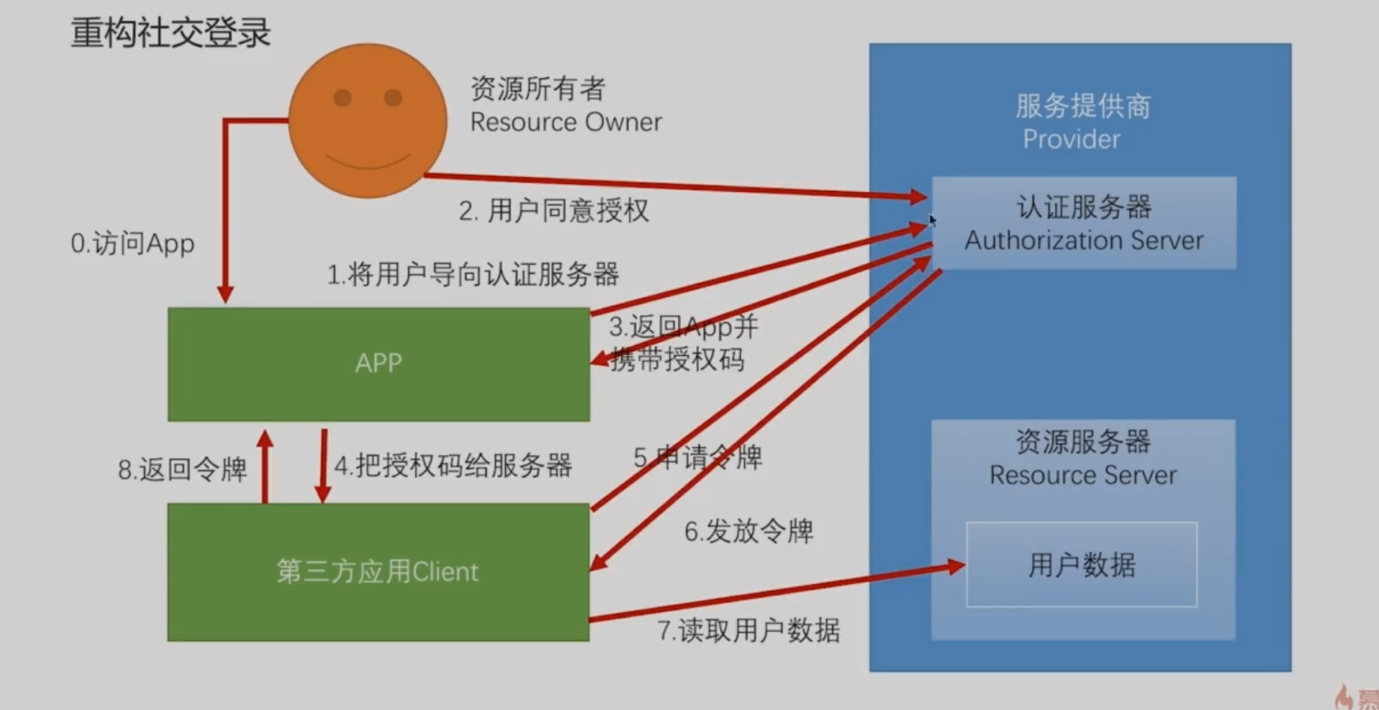 重构社交登录
资源所有者
Resource Owner
服务提供商
Provider
2. 用户同意授权
认证服务器
Authorization Server
0.访问App
1.将用户导向认证服务器
3.返回App并
携带授权码
APP
8.返回令牌
4.把授权码给服务器
5.申请令牌
资源服务器
Resource Server
6.发放令牌
第三方应用Client
用户数据
7.读取用户数据
慕